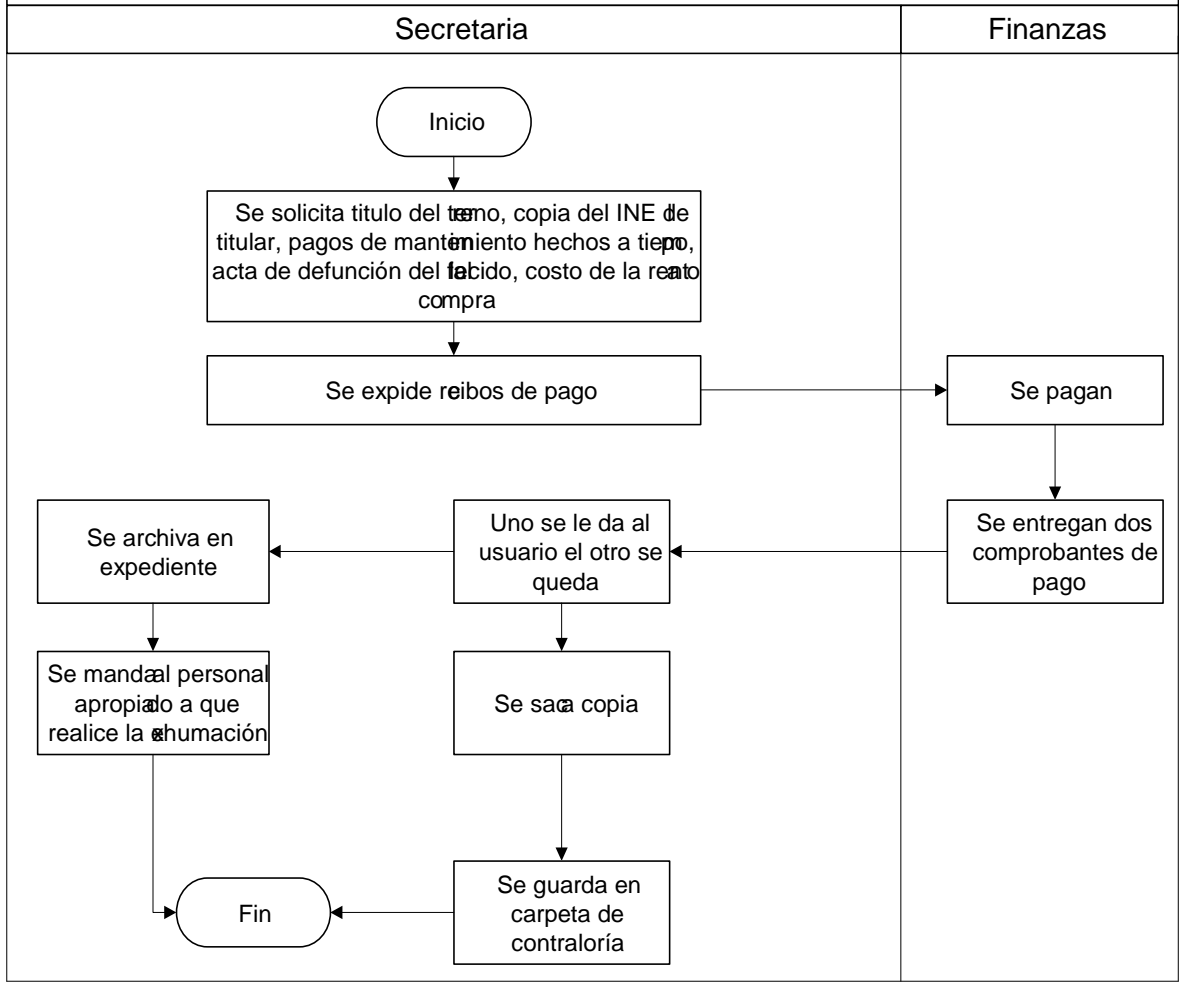 Secretaria
Finanzas
Inicio
Se solicita titulo del terreno, copia del INE del
titular, pagos de mantenimiento hechos a tiempo,
acta de defunción del fallecido, costo de la renta o
compra
Se expide recibos de pago
Se pagan
Se entregan dos
comprobantes de
pago
Uno se le da al
usuario el otro se
queda
Se archiva en
expediente
Se manda al personal
apropiado a que
realice la exhumación
Se saca copia
Se guarda en
carpeta de
contraloría
Fin